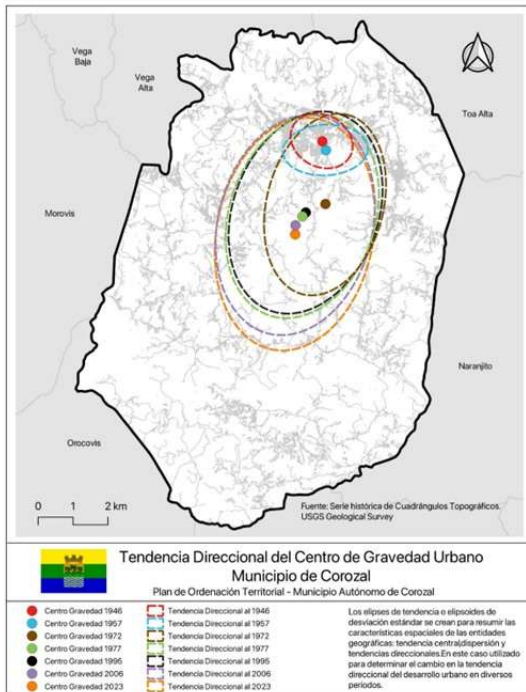 Vega
Baja
Vega
Alta
Toa Alta
Morovis
Naranjito
Orocovis
0 1 2 km
Fuente: Serie histórica de Cuadrángulos Topográficos.
USGS Geological Survey
Tendencia Direccional del Centro de Gravedad Urbano
Municipio de Corozal
Plan de Ordenación Territorial - Municipio Autónomo de Corozal
Centro Gravedad 1946
Centro Gravedad 1957
Centro Gravedad 1972
Centro Gravedad 1977
Centro Gravedad 1995
Centro Gravedad 2006
Centro Gravedad 2023
Tendencia Direccional al 1946
Tendencia Direccional al 1957
Tendencia Direccional al 1972
Tendencia Direccional al 1977
Tendencia Direccional al 1995
Tendencia Direccional al 2006
Tendencia Direccional al 2023
Los elipses de tendencia o elipsoides de
desviación estándar se crean para resumir las
características espaciales de las entidades
geográficas: tendencia central,dispersión y
tendencias direccionales.En este caso utilizado
para determinar el cambio en la tendencia
direccional del desarrollo urbano en diversos
periodos.